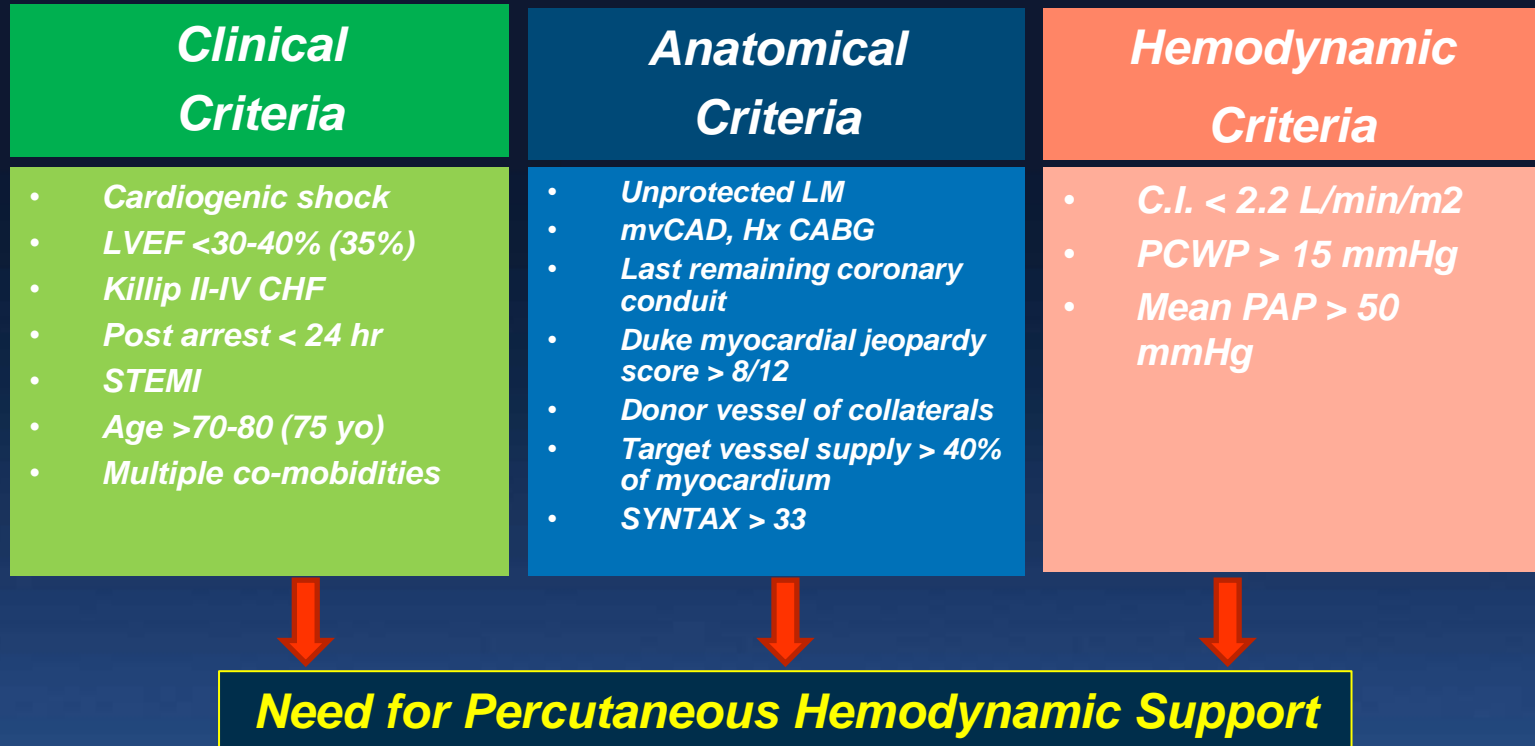 Clinical
Criteria
• Cardiogenic shock
• LVEF <30-40% (35%)
• Killip II-IV CHF
• Post arrest < 24 hr
• STEMI
• Age >70-80 (75 yo)
• Multiple co-mobidities
Anatomical
Criteria
• Unprotected LM
• mvCAD, Hx CABG
• Last remaining coronary
conduit
• Duke myocardial jeopardy
score > 8/12
• Donor vessel of collaterals
• Target vessel supply > 40%
of myocardium
• SYNTAX > 33
Hemodynamic
Criteria
• C.I. < 2.2 L/min/m2
• PCWP > 15 mmHg
• Mean PAP > 50
mmHg
Need for Percutaneous Hemodynamic Support